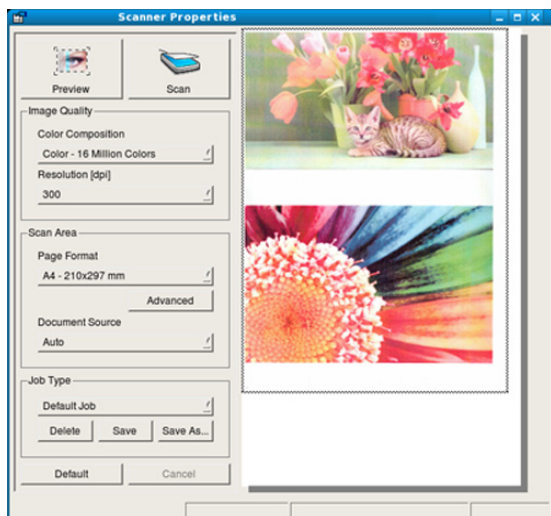 Scanner Properties
Preview
Scan
Image Quality
Color Composition
Color - 16 Million Colors
Resolution [dpi]
300
Scan Area
Page Format
A4 - 210x297 mm
Advanced
Document Source
Auto
Job Type
Default Job
Delete
Save
Save As...
Default
Cancel